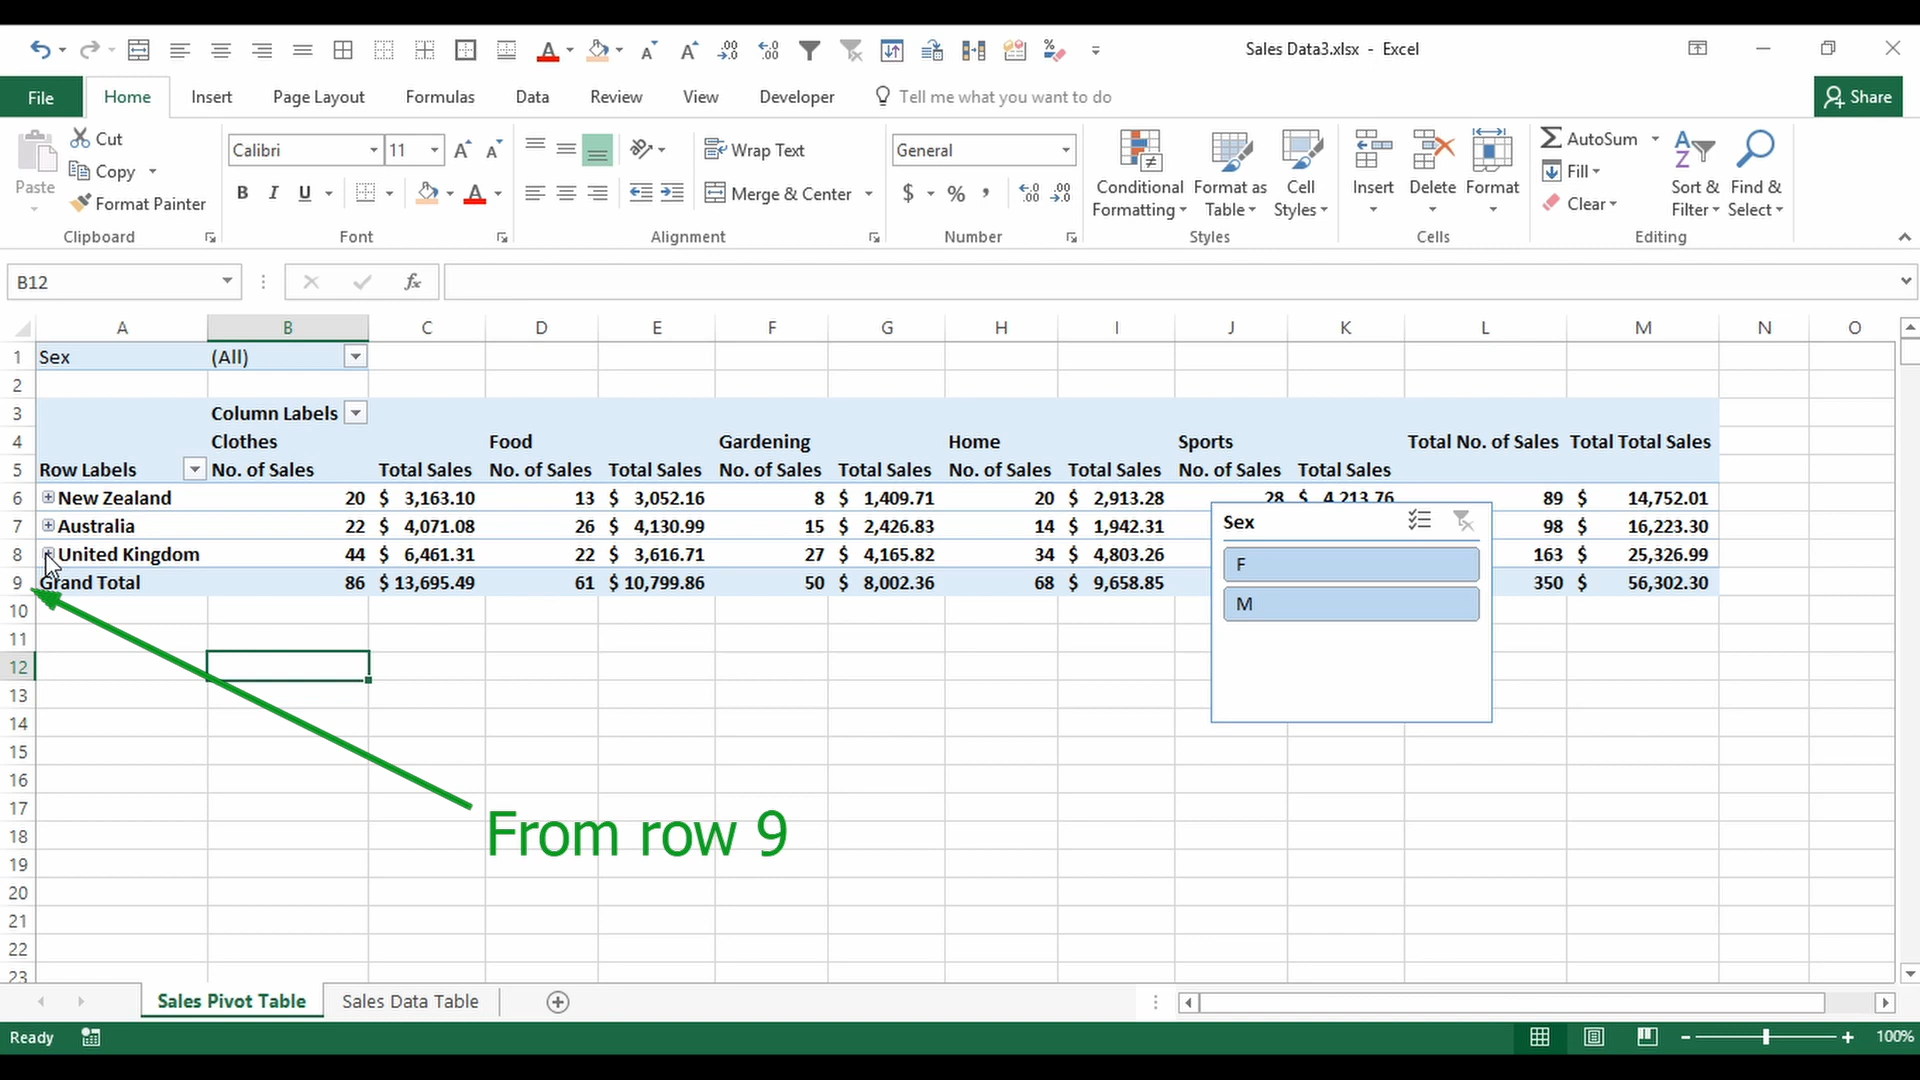 Sales Data3.xlsx - Excel
File Home Insert Page Layout Formulas Data Review View Developer Tell me what you want to do Share
Cut
Copy
Format Painter
Paste
Clipboard
Calibri 11
B I U
Font
Wrap Text
Merge & Center
Alignment
General
$ % ,
Number
Conditional Formatting
Format as Table
Cell Styles
Styles
Insert Delete Format
Cells
AutoSum
Fill
Clear
Sort & Filter
Find & Select
Editing
B12 fx
A B C D E F G H I J K L M N O
1 Sex (All)
2
3 Column Labels
4 Clothes Food Gardening Home Sports Total No. of Sales Total Total Sales
5 Row Labels No. of Sales Total Sales No. of Sales Total Sales No. of Sales Total Sales No. of Sales Total Sales No. of Sales Total Sales
6 New Zealand 20 $ 3,163.10 13 $ 3,052.16 8 $ 1,409.71 20 $ 2,913.28 28 $ 4,213.76 89 $ 14,752.01
7 Australia 22 $ 4,071.08 26 $ 4,130.99 15 $ 2,426.83 14 $ 1,942.31 98 $ 16,223.30
8 United Kingdom 44 $ 6,461.31 22 $ 3,616.71 27 $ 4,165.82 34 $ 4,803.26 163 $ 25,326.99
9 Grand Total 86 $ 13,695.49 61 $ 10,799.86 50 $ 8,002.36 68 $ 9,658.85 350 $ 56,302.30
Sex
F
M
10
11
12
13
14
15
16
17
18
From row 9
19
20
21
22
23
Sales Pivot Table Sales Data Table
Ready 100%